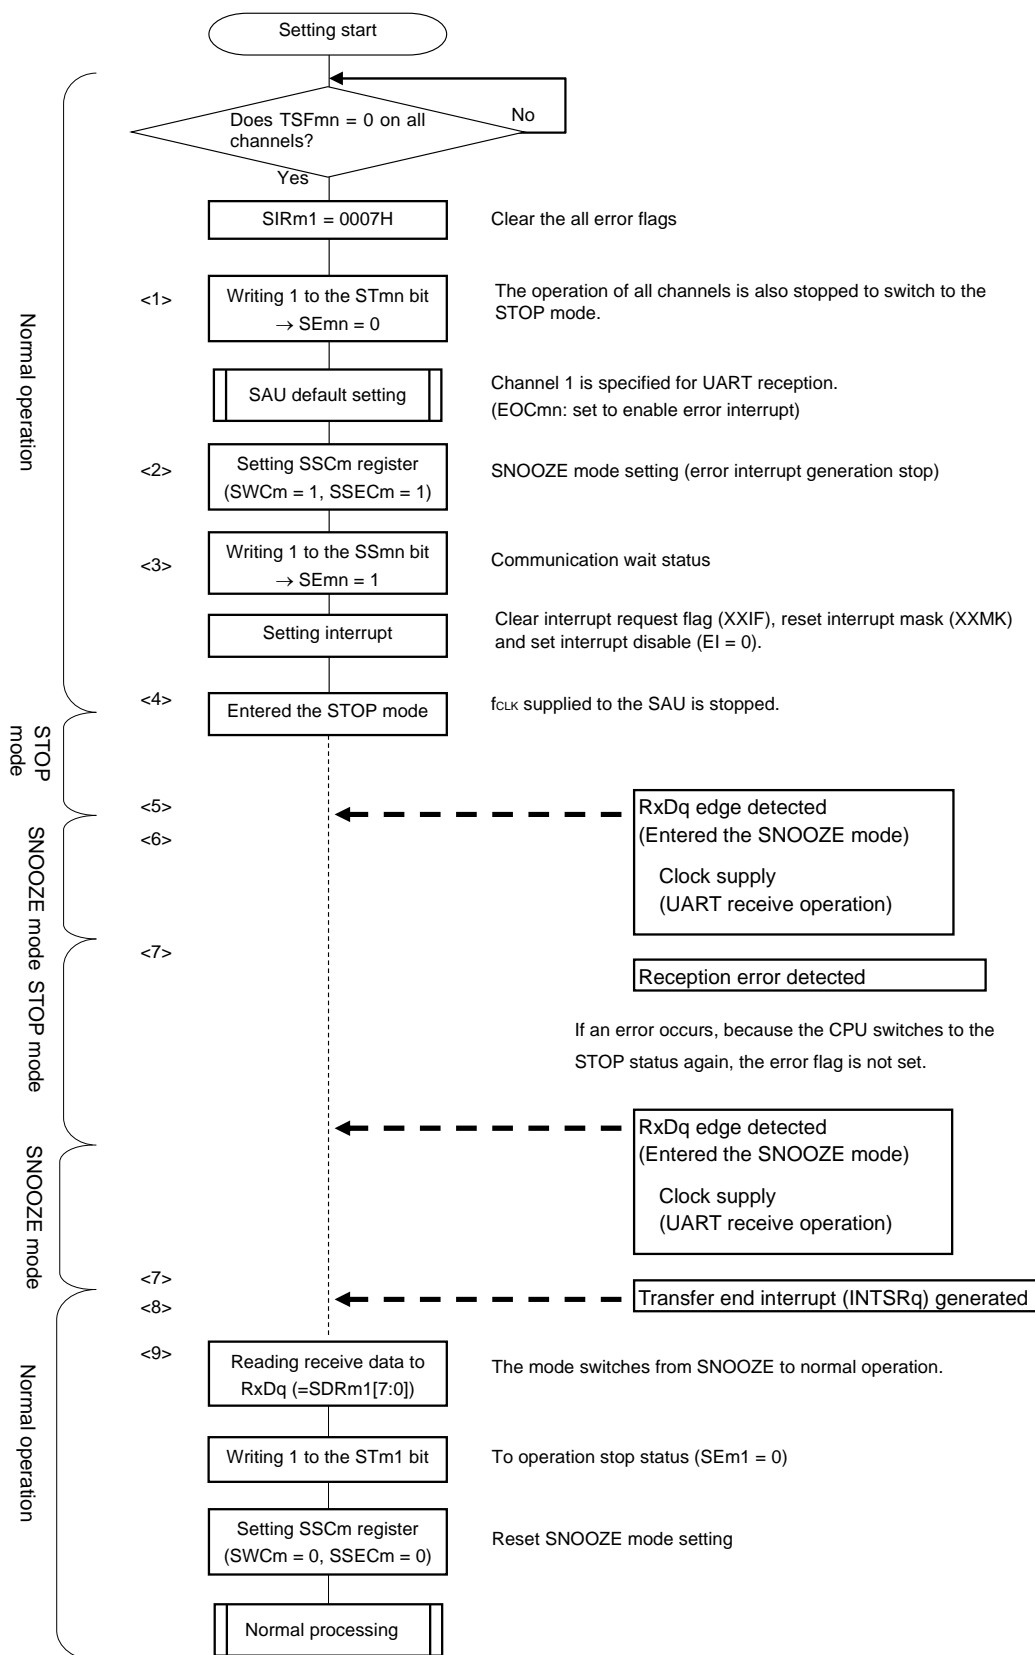 Setting start
Does TSFmn = 0 on all
channels?
No
Yes
SIRm1 = 0007H
Clear the all error flags
<1>
Writing 1 to the STmn bit
→ SEmn = 0
The operation of all channels is also stopped to switch to the
STOP mode.
Normal operation
SAU default setting
Channel 1 is specified for UART reception.
(EOCmn: set to enable error interrupt)
<2>
Setting SSCm register
(SWCm = 1, SSECm = 1)
SNOOZE mode setting (error interrupt generation stop)
<3>
Writing 1 to the SSmn bit
→ SEmn = 1
Communication wait status
Setting interrupt
Clear interrupt request flag (XXIF), reset interrupt mask (XXMK)
and set interrupt disable (EI = 0).
<4>
Entered the STOP mode
fCLK supplied to the SAU is stopped.
STOP
mode
<5>
RxDq edge detected
(Entered the SNOOZE mode)
<6>
Clock supply
(UART receive operation)
SNOOZE mode
<7>
Reception error detected
STOP mode
If an error occurs, because the CPU switches to the
STOP status again, the error flag is not set.
RxDq edge detected
(Entered the SNOOZE mode)
Clock supply
(UART receive operation)
SNOOZE mode
<7>
<8>
Transfer end interrupt (INTSRq) generated
<9>
Reading receive data to
RxDq (=SDRm1[7:0])
The mode switches from SNOOZE to normal operation.
Normal operation
Writing 1 to the STm1 bit
To operation stop status (SEm1 = 0)
Setting SSCm register
(SWCm = 0, SSECm = 0)
Reset SNOOZE mode setting
Normal processing